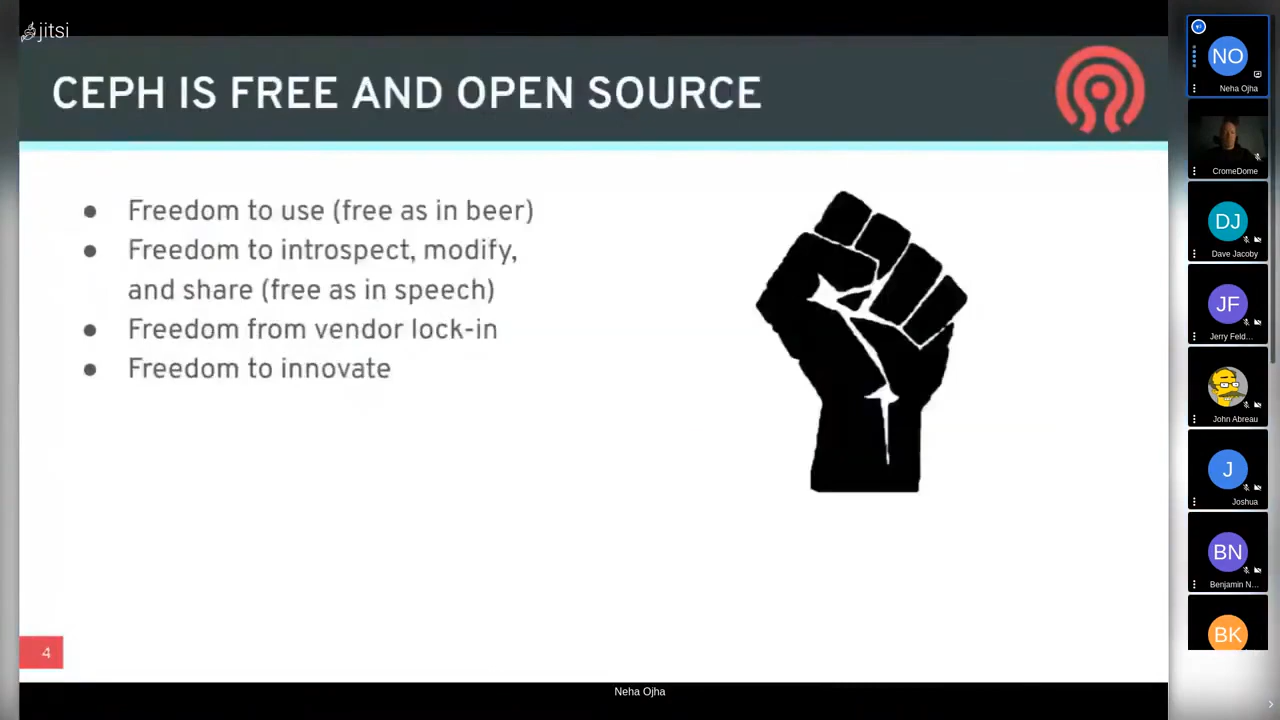 jitsi
CEPH IS FREE AND OPEN SOURCE
● Freedom to use (free as in beer)
● Freedom to introspect, modify,
and share (free as in speech)
● Freedom from vendor lock-in
● Freedom to innovate
4
Neha Ojha
NO
Neha Ojha
CromeDome
DJ
Dave Jacoby
JF
Jerry Feld...
John Abreau
J
Joshua
BN
Benjamin N...
BK